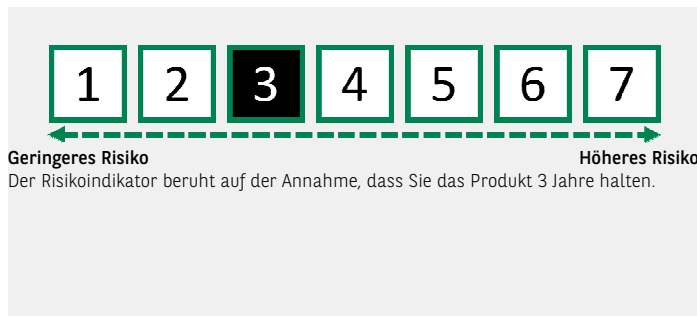 1 2 3 4 5 6 7
Geringeres Risiko Höheres Risiko
Der Risikoindikator beruht auf der Annahme, dass Sie das Produkt 3 Jahre halten.